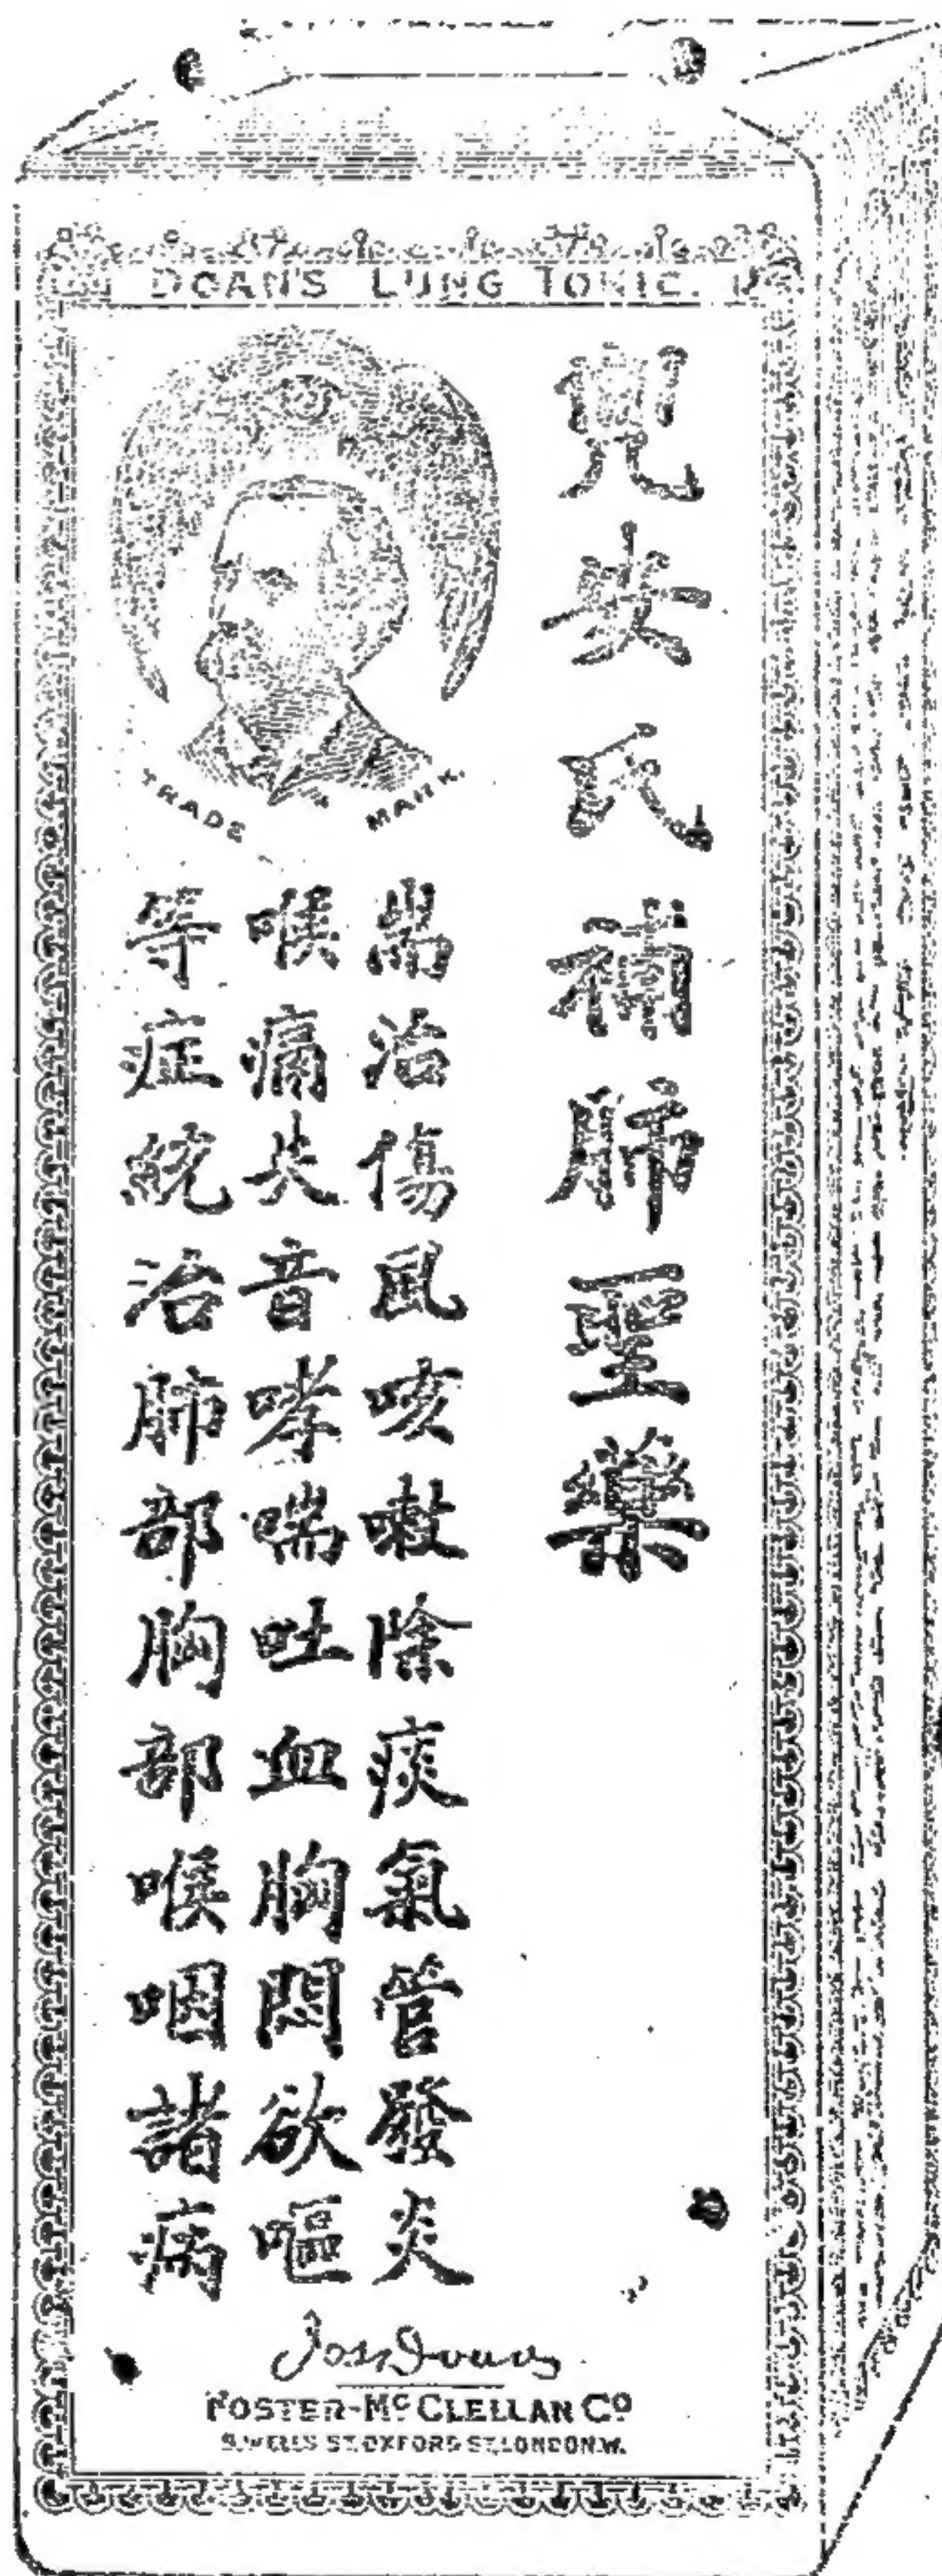 DOAN'S LUNG TONIC.
兜安氏補肺聖藥
TRADE MARK.
耑治傷風咳嗽除痰氣管發炎
喉痛失音哮喘吐血胸悶欲嘔
等症統治肺部胸部喉咽諸病
FOSTER-McCLELLAN Co
8, WELLS ST. OXFORD ST. LONDON. W.